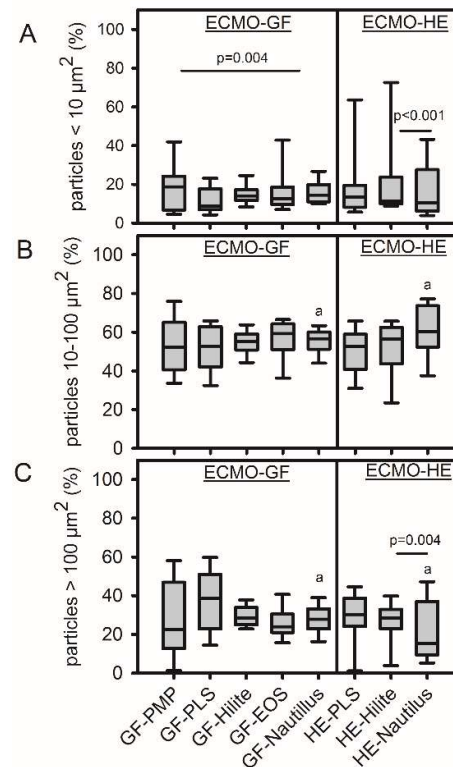 A
ECMO-GF
ECMO-HE
particles < 10 µm² (%)
100
80
60
40
20
0
p=0.004
p<0.001
B
ECMO-GF
ECMO-HE
particles 10-100 µm² (%)
100
80
60
40
20
0
a
a
C
ECMO-GF
ECMO-HE
particles > 100 µm² (%)
100
80
60
40
20
0
a
p=0.004
a
GF-PMP
GF-PLS
GF-Hilite
GF-EOS
GF-Nautillus
HE-PLS
HE-Hilite
HE-Nautilus